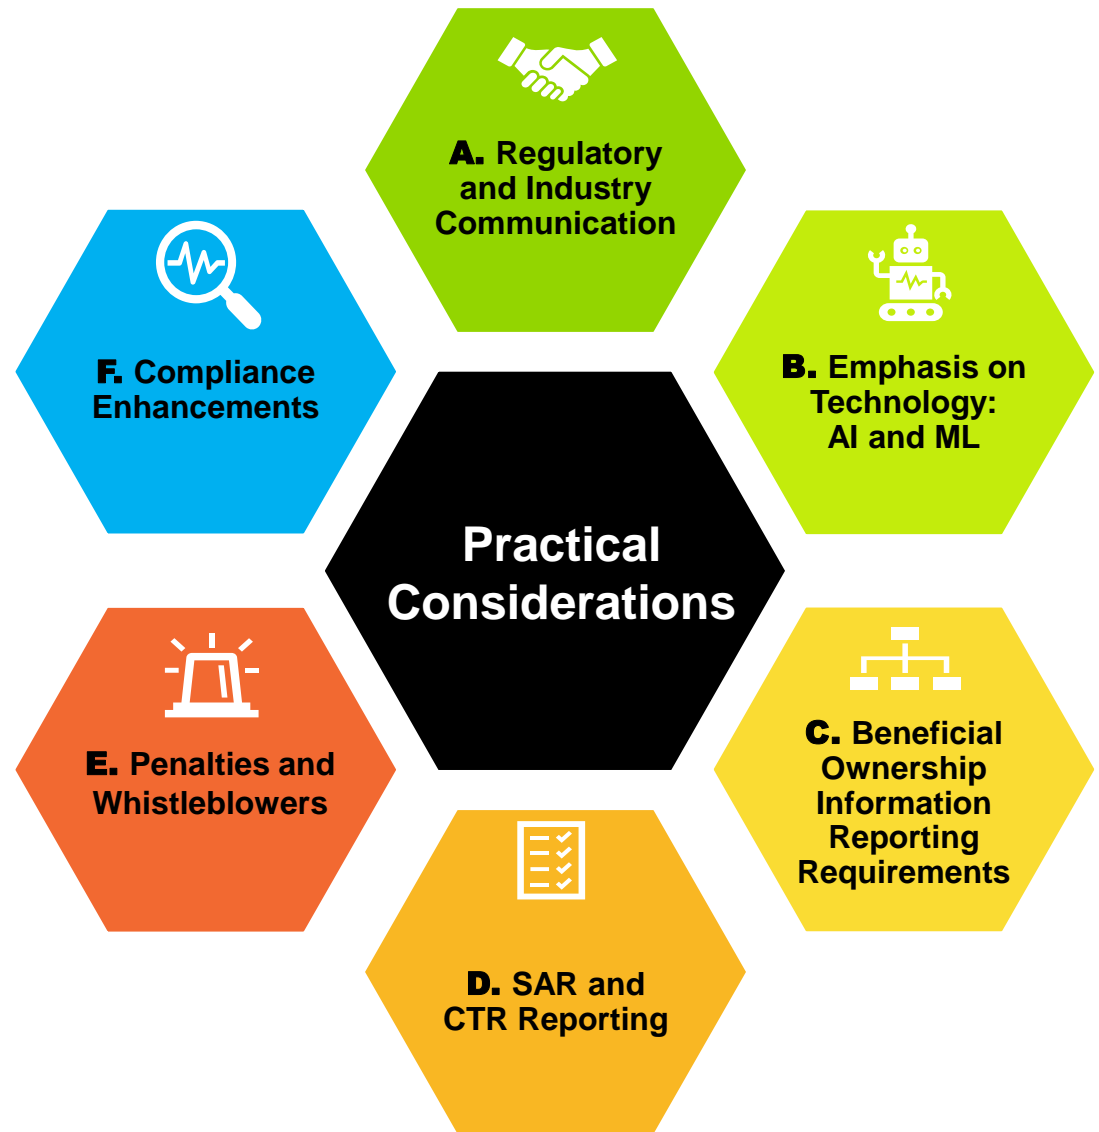 A. Regulatory
and Industry
Communication
B. Emphasis on
Technology:
AI and ML
C. Beneficial
Ownership
Information
Reporting
Requirements
D. SAR and
CTR Reporting
E. Penalties and
Whistleblowers
F. Compliance
Enhancements
Practical
Considerations